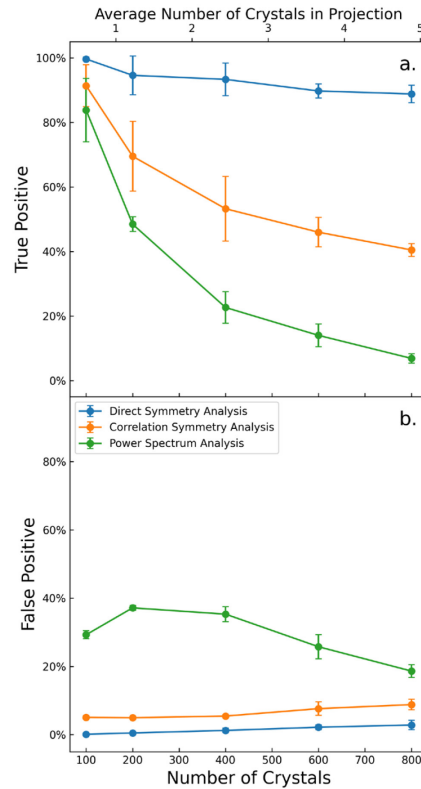 Average Number of Crystals in Projection
1 2 3 4 5
a.
100%
80%
60%
40%
20%
0%
True Positive
b.
Direct Symmetry Analysis
Correlation Symmetry Analysis
Power Spectrum Analysis
80%
60%
40%
20%
0%
False Positive
100 200 300 400 500 600 700 800
Number of Crystals